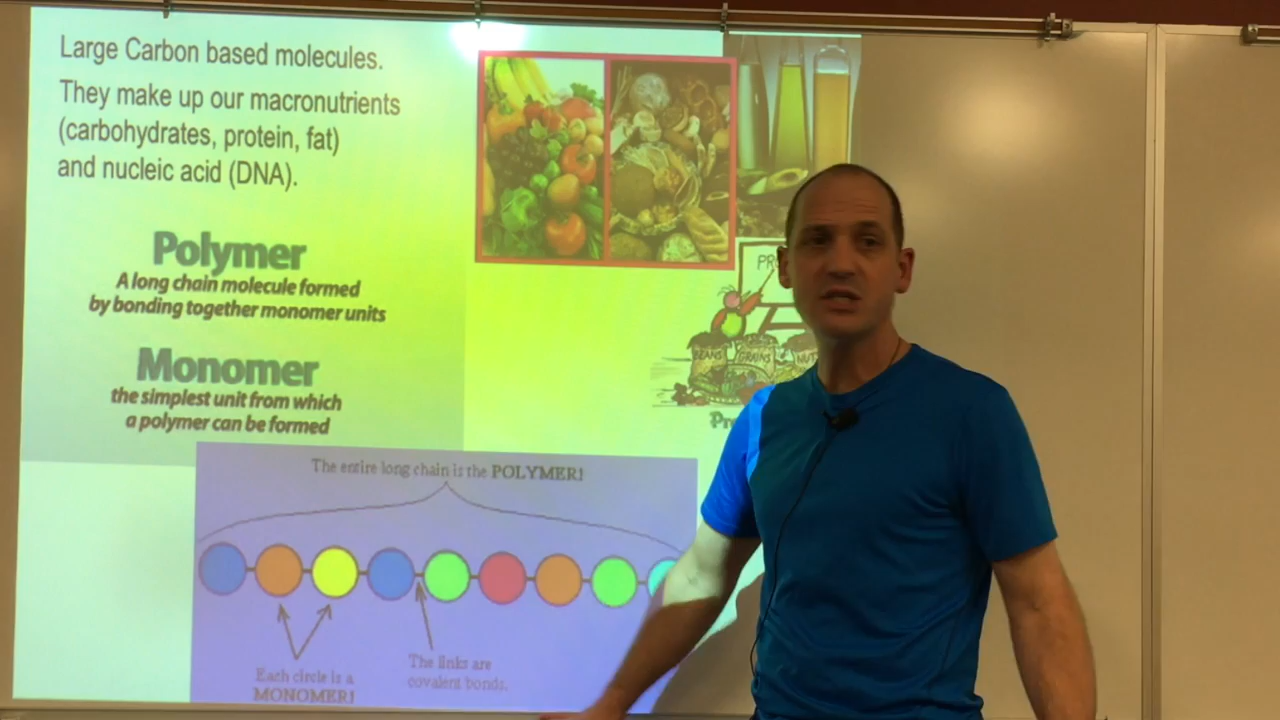 Large Carbon based molecules.
They make up our macronutrients
(carbohydrates, protein, fat)
and nucleic acid (DNA).
Polymer
A long chain molecule formed
by bonding together monomer units
Monomer
the simplest unit from which
a polymer can be formed
BEANS
GRAINS
The entire long chain is the POLYMER!
Each circle is a
MONOMER!
The links are
covalent bonds.